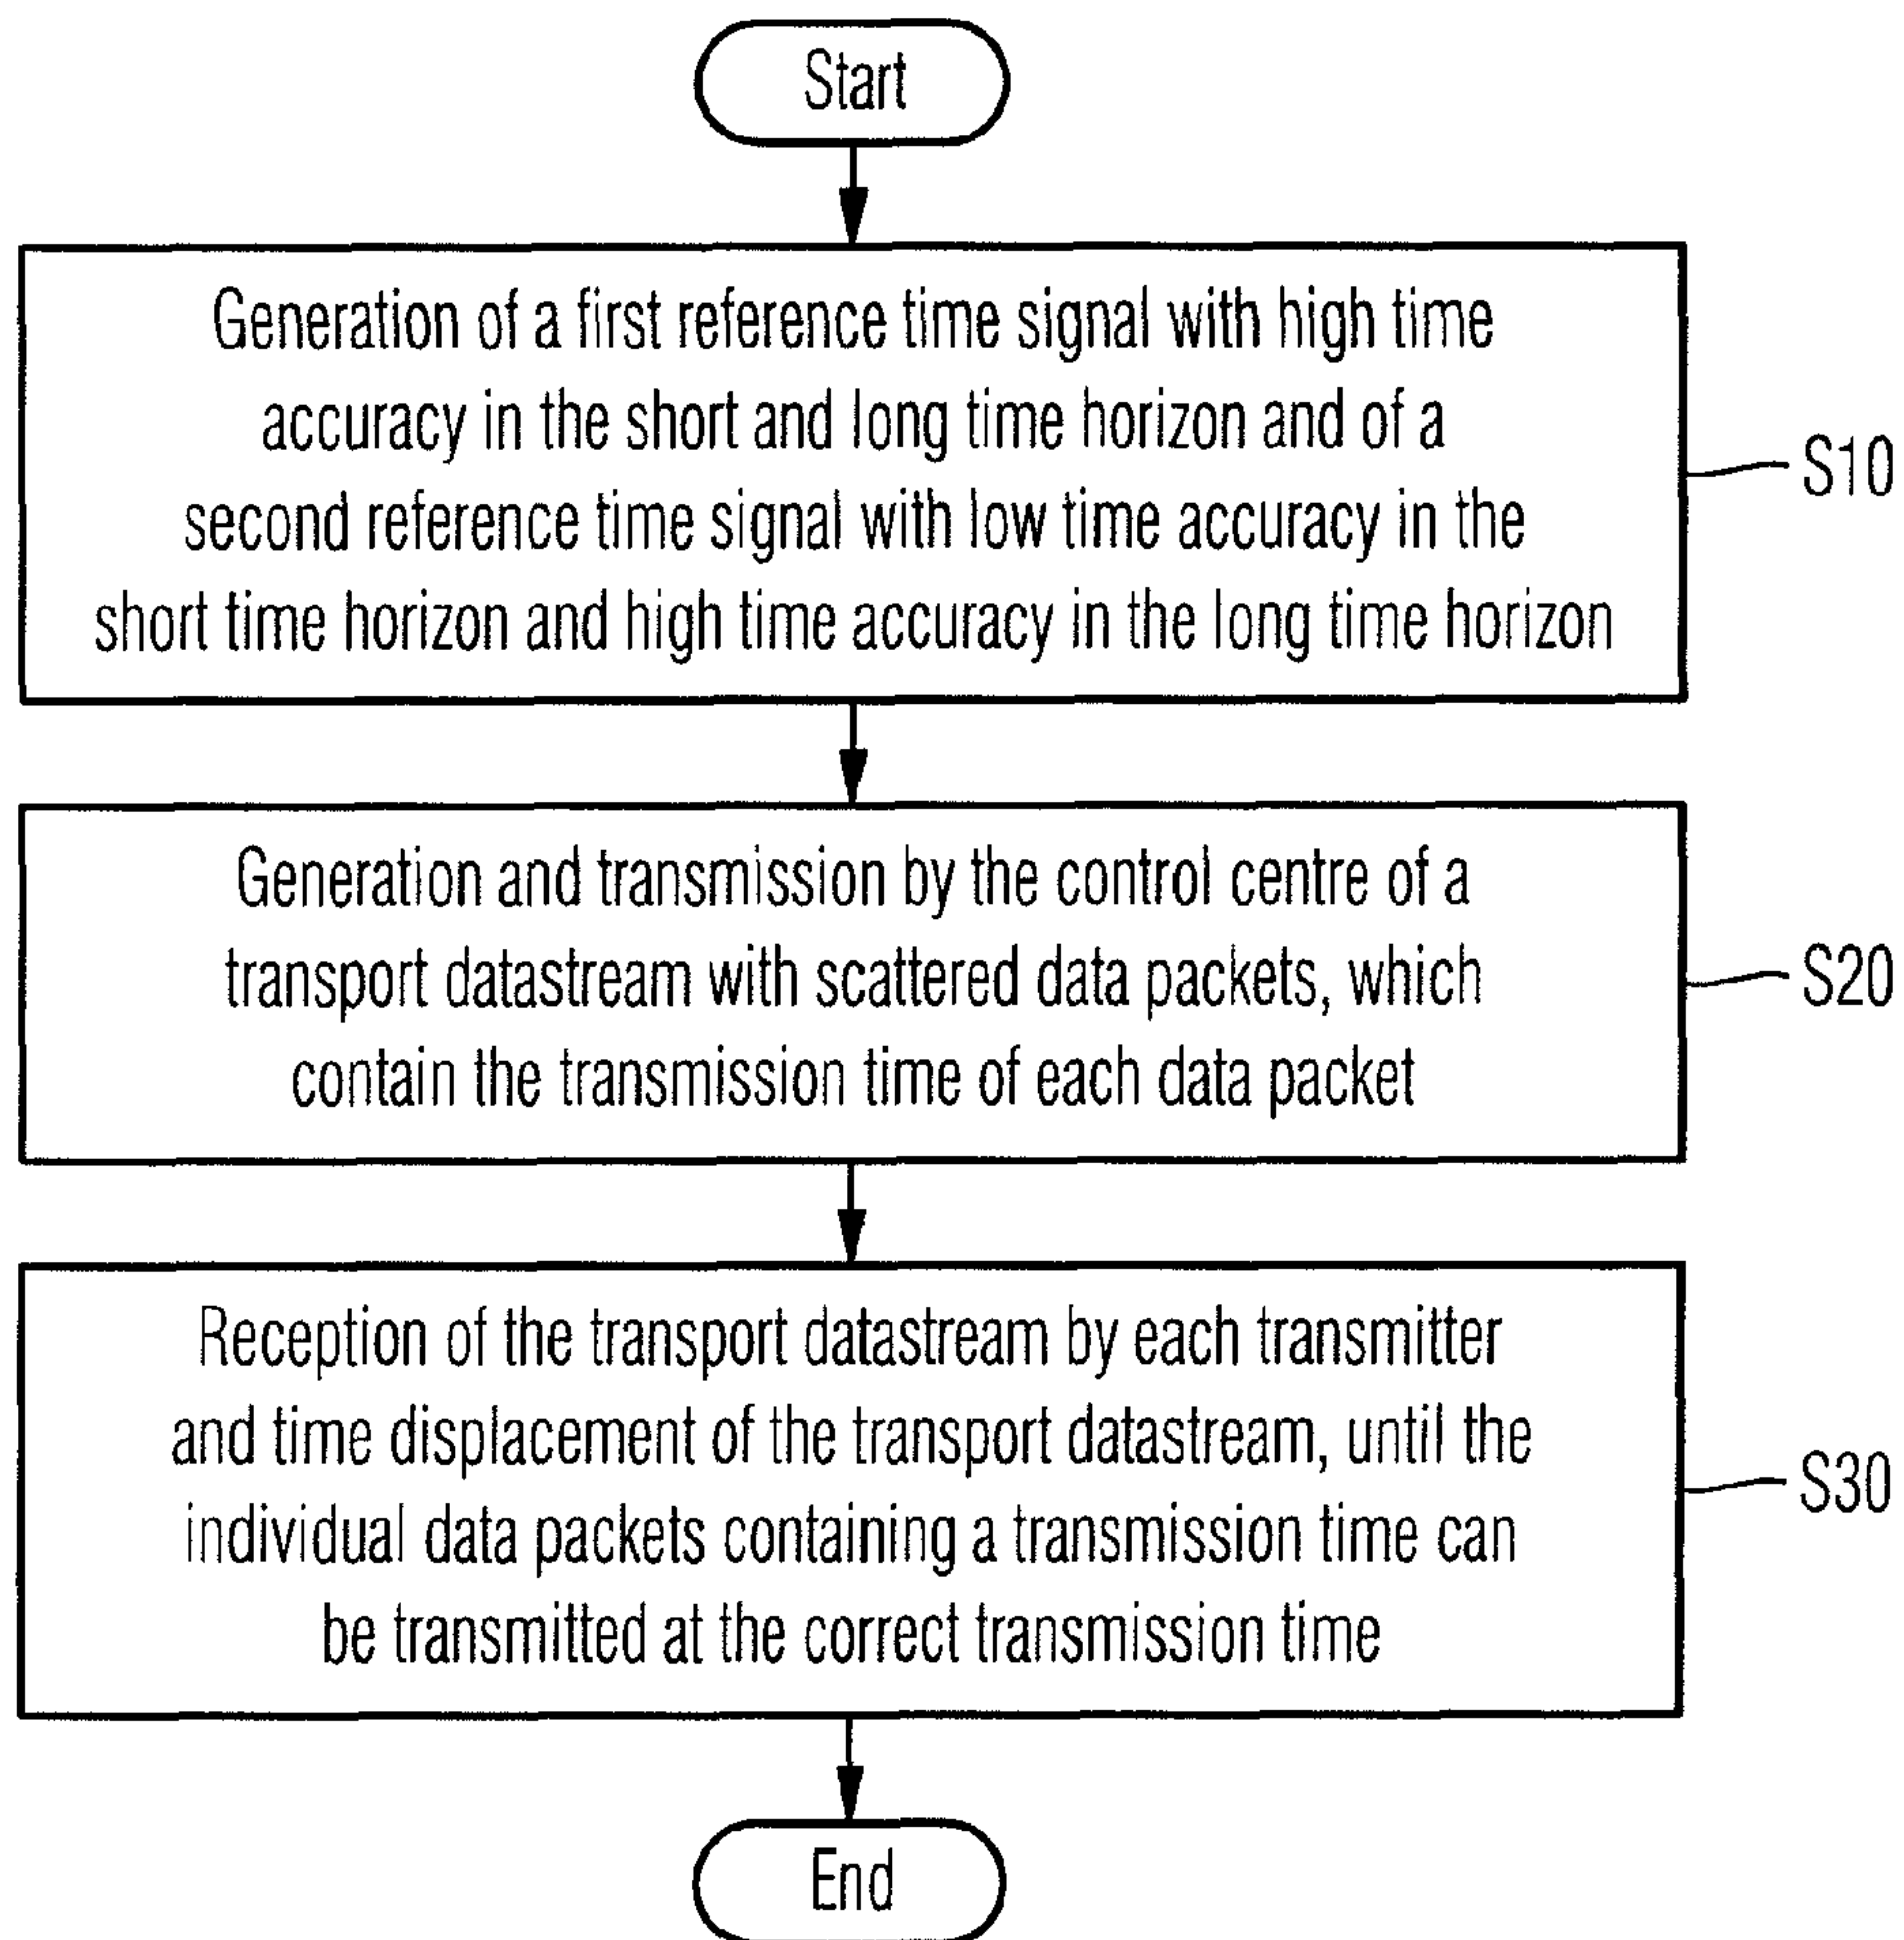 Start
Generation of a first reference time signal with high time
accuracy in the short and long time horizon and of a
second reference time signal with low time accuracy in the
short time horizon and high time accuracy in the long time horizon
S10
Generation and transmission by the control centre of a
transport datastream with scattered data packets, which
contain the transmission time of each data packet
S20
Reception of the transport datastream by each transmitter
and time displacement of the transport datastream, until the
individual data packets containing a transmission time can
be transmitted at the correct transmission time
S30
End